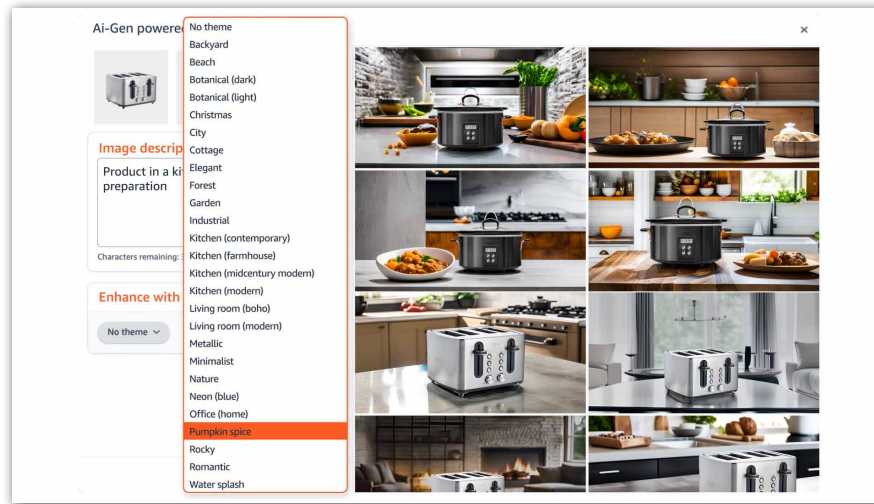 Ai-Gen powere
×
No theme
Backyard
Beach
Botanical (dark)
Botanical (light)
Christmas
City
Cottage
Elegant
Forest
Garden
Industrial
Kitchen (contemporary)
Kitchen (farmhouse)
Kitchen (midcentury modern)
Kitchen (modern)
Living room (boho)
Living room (modern)
Metallic
Minimalist
Nature
Neon (blue)
Office (home)
Pumpkin spice
Rocky
Romantic
Water splash
Image descrip
Product in a ki
preparation
Characters remaining:
Enhance with
No theme